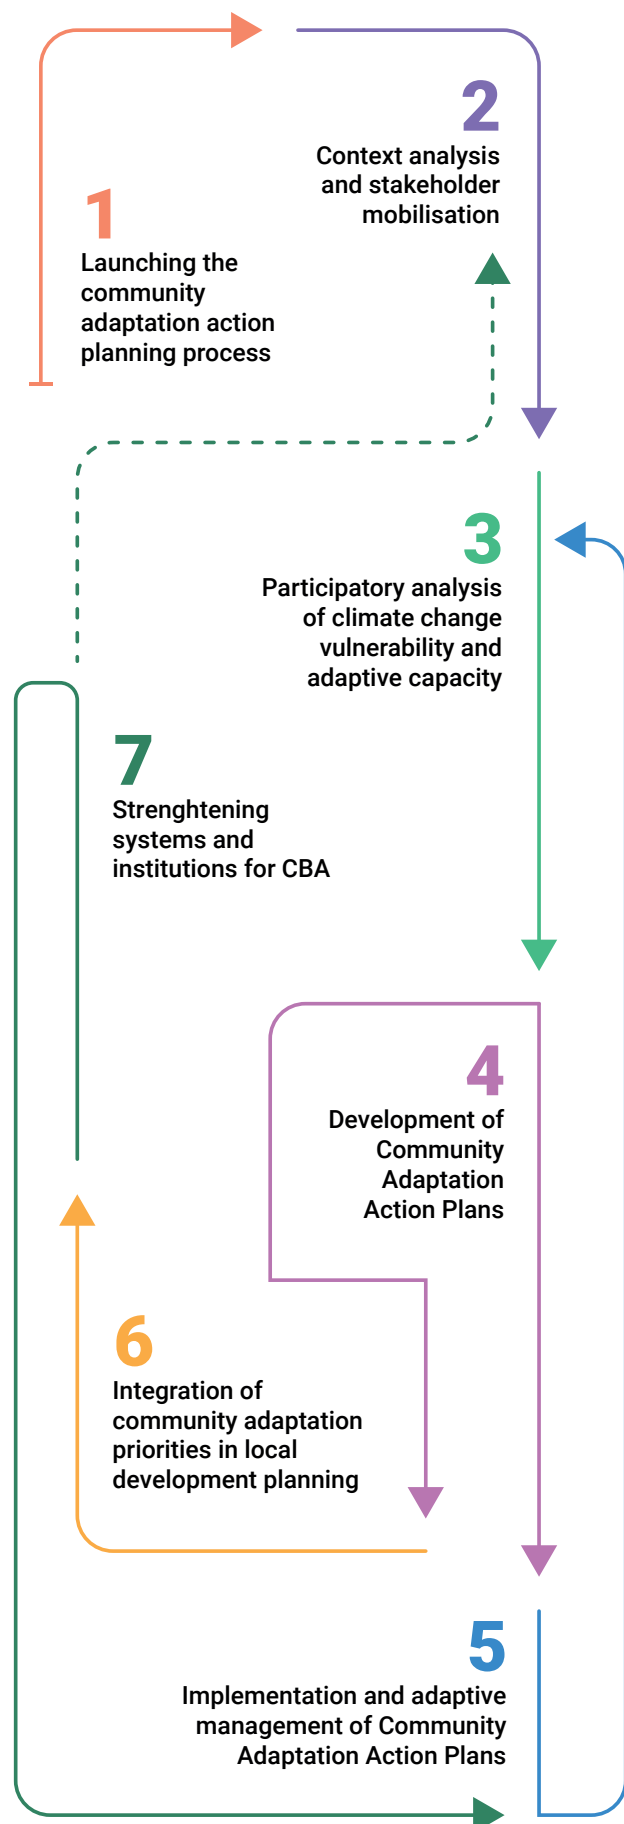 1
Launching the
community
adaptation action
planning process
2
Context analysis
and stakeholder
mobilisation
3
Participatory analysis
of climate change
vulnerability and
adaptive capacity
4
Development of
Community
Adaptation
Action Plans
5
Implementation and adaptive
management of Community
Adaptation Action Plans
6
Integration of
community adaptation
priorities in local
development planning
7
Strenghtening
systems and
institutions for CBA